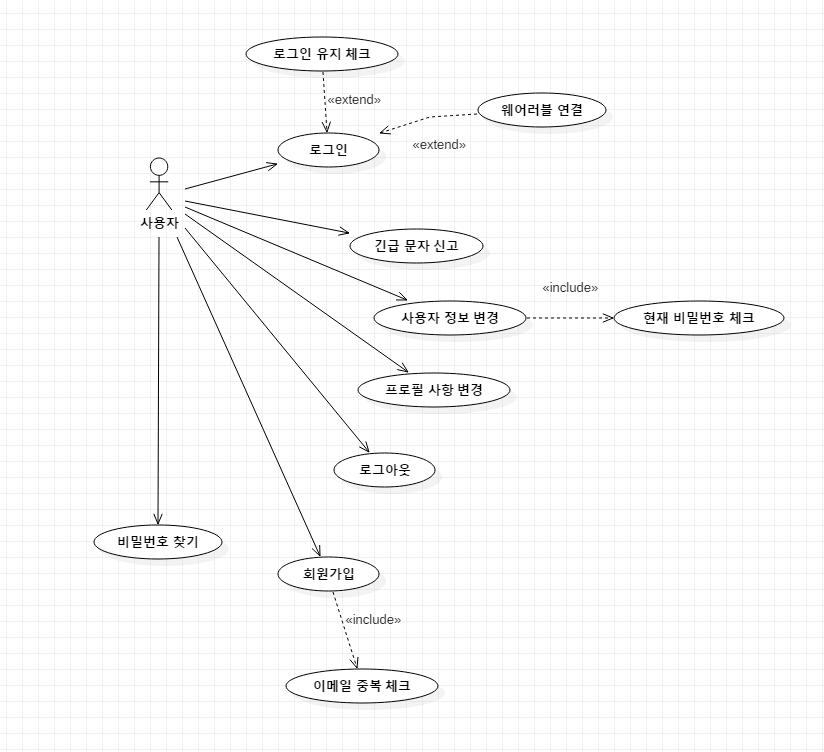 로그인 유지 체크
«extend»
웨어러블 연결
«extend»
로그인
사용자
긴급 문자 신고
«include»
사용자 정보 변경
현재 비밀번호 체크
프로필 사항 변경
로그아웃
비밀번호 찾기
회원가입
«include»
이메일 중복 체크